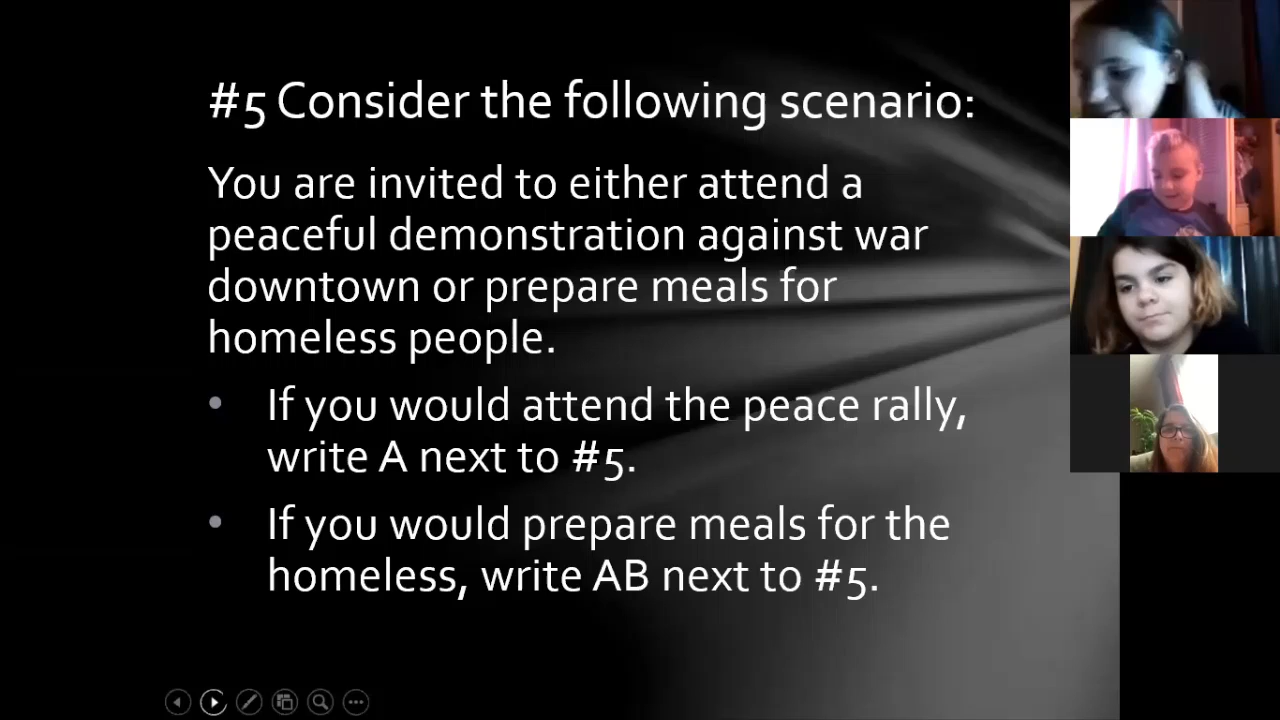 #5 Consider the following scenario:
You are invited to either attend a
peaceful demonstration against war
downtown or prepare meals for
homeless people.
• If you would attend the peace rally,
write A next to #5.
• If you would prepare meals for the
homeless, write AB next to #5.